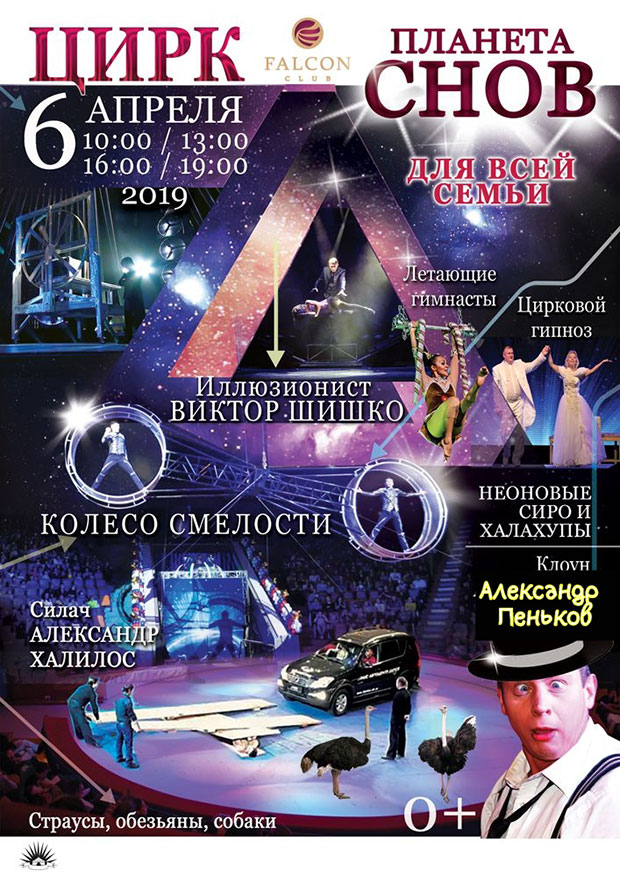 ЦИРК
FALCON
CLUB
ПЛАНЕТА
СНОВ
6 АПРЕЛЯ
10:00 / 13:00
16:00 / 19:00
2019
ДЛЯ ВСЕЙ
СЕМЬИ
Летающие
гимнасты
Цирковой
гипноз
Иллюзионист
ВИКТОР ШИШКО
КОЛЕСО СМЕЛОСТИ
НЕОНОВЫЕ
СИРО И
ХАЛАХУПЫ
Клоун
Александр
Пеньков
Силач
АЛЕКСАНДР
ХАЛИЛОС
Страусы, обезьяны, собаки
0+